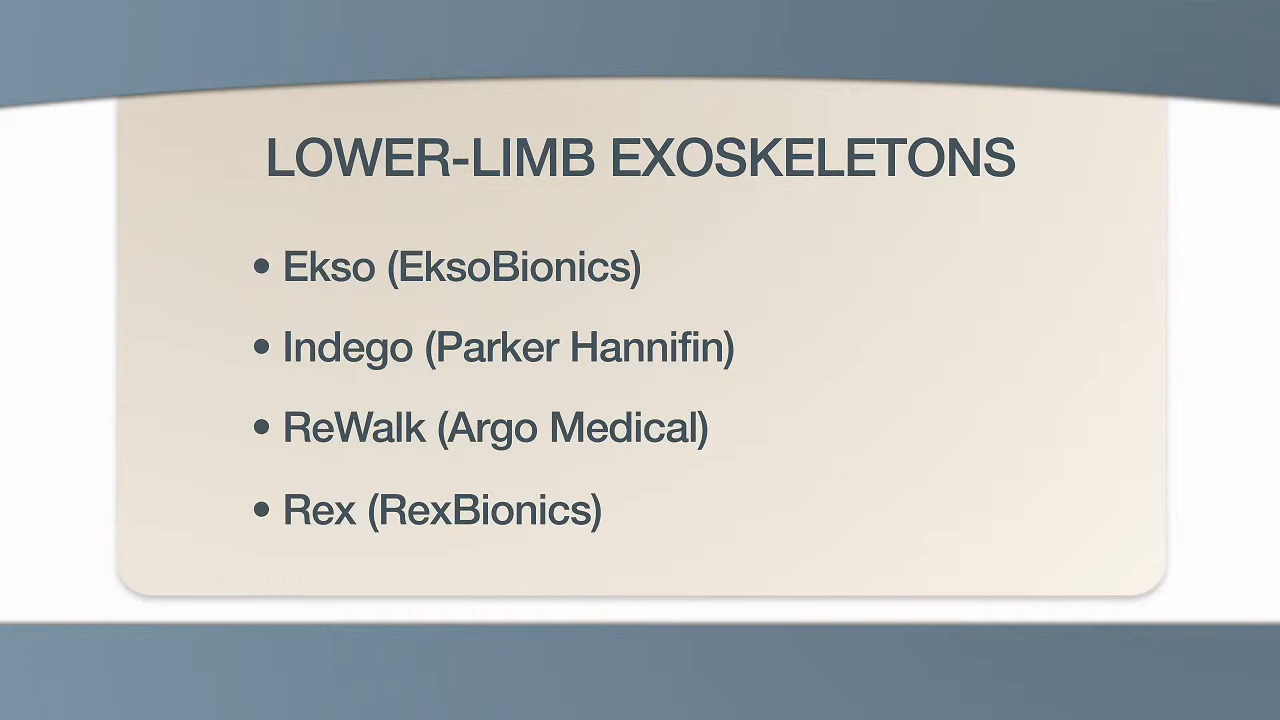 LOWER-LIMB EXOSKELETONS
• Ekso (EksoBionics)
• Indego (Parker Hannifin)
• ReWalk (Argo Medical)
• Rex (RexBionics)